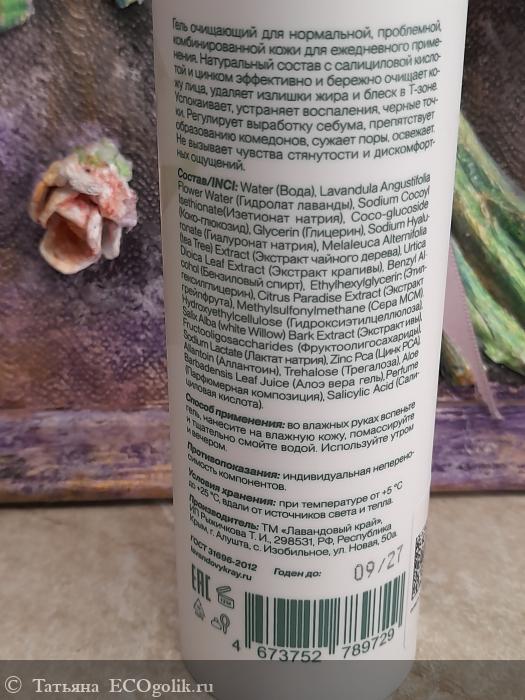 Гель очищающий для нормальной, проблемной,
комбинированной кожи для ежедневного приме-
нения. Натуральный состав с салициловой кисло-
той и цинком эффективно и бережно очищает ко-
жу лица, удаляет излишки жира и блеск в Т-зоне.
Успокаивает, устраняет воспаления, черные точ-
ки. Регулирует выработку себума, препятствует
образованию комедонов, сужает поры, освежает.
Не вызывает чувства стянутости и дискомфорт-
ных ощущений.
Состав/INCI: Water (Вода), Lavandula Angustifolia
Flower Water (Гидролат лаванды), Sodium Cocoyl
Isethionate(Изетионат натрия), Coco-glucoside
(Коко-глюкозид), Glycerin (Глицерин), Sodium Hyalu-
ronate (Гиалуронат натрия), Melaleuca Alternifolia
(tea Tree) Extract (Экстракт чайного дерева), Urtica
Dioica Leaf Extract (Экстракт крапивы), Benzyl Al-
cohol (Бензиловый спирт), Ethylhexylglycerin (Этил-
гексилглицерин), Citrus Paradise Extract (Экстракт
грейпфрута), Methylsulfonylmethane (Сера МСМ),
Hydroxyethylcellulose (Гидроксиэтилцеллюлоза),
Salix Alba (white Willow) Bark Extract (Экстракт ивы),
Fructooligosaccharides (Фруктоолигосахариды),
Sodium Lactate (Лактат натрия), Zinc Pca (Цинк PCA)
Allantoin (Аллантоин), Trehalose (Трегалоза), Aloe
Barbadensis Leaf Juice (Алоэ вера гель), Perfume
(Парфюмерная композиция), Salicylic Acid (Сали-
циловая кислота).
Способ применения: во влажных руках вспеньте
гель, нанесите на влажную кожу, помассируйте
и тщательно смойте водой. Используйте утром
и вечером.
Противопоказания: индивидуальная неперено-
симость компонентов.
Условия хранения: при температуре от +5 °С
до +25 °С, вдали от источников света и тепла.
Производитель: ТМ «Лавандовый край»,
ИП Рыжичкова Т. И., 298531, РФ, Республика
Крым, г. Алушта, с. Изобильное, ул. Новая, 50а.
ГОСТ 31696-2012
lavandovykray.ru
Годен до: 09/27
EAC
4 673752 789729
Татьяна ECOgolik.ru